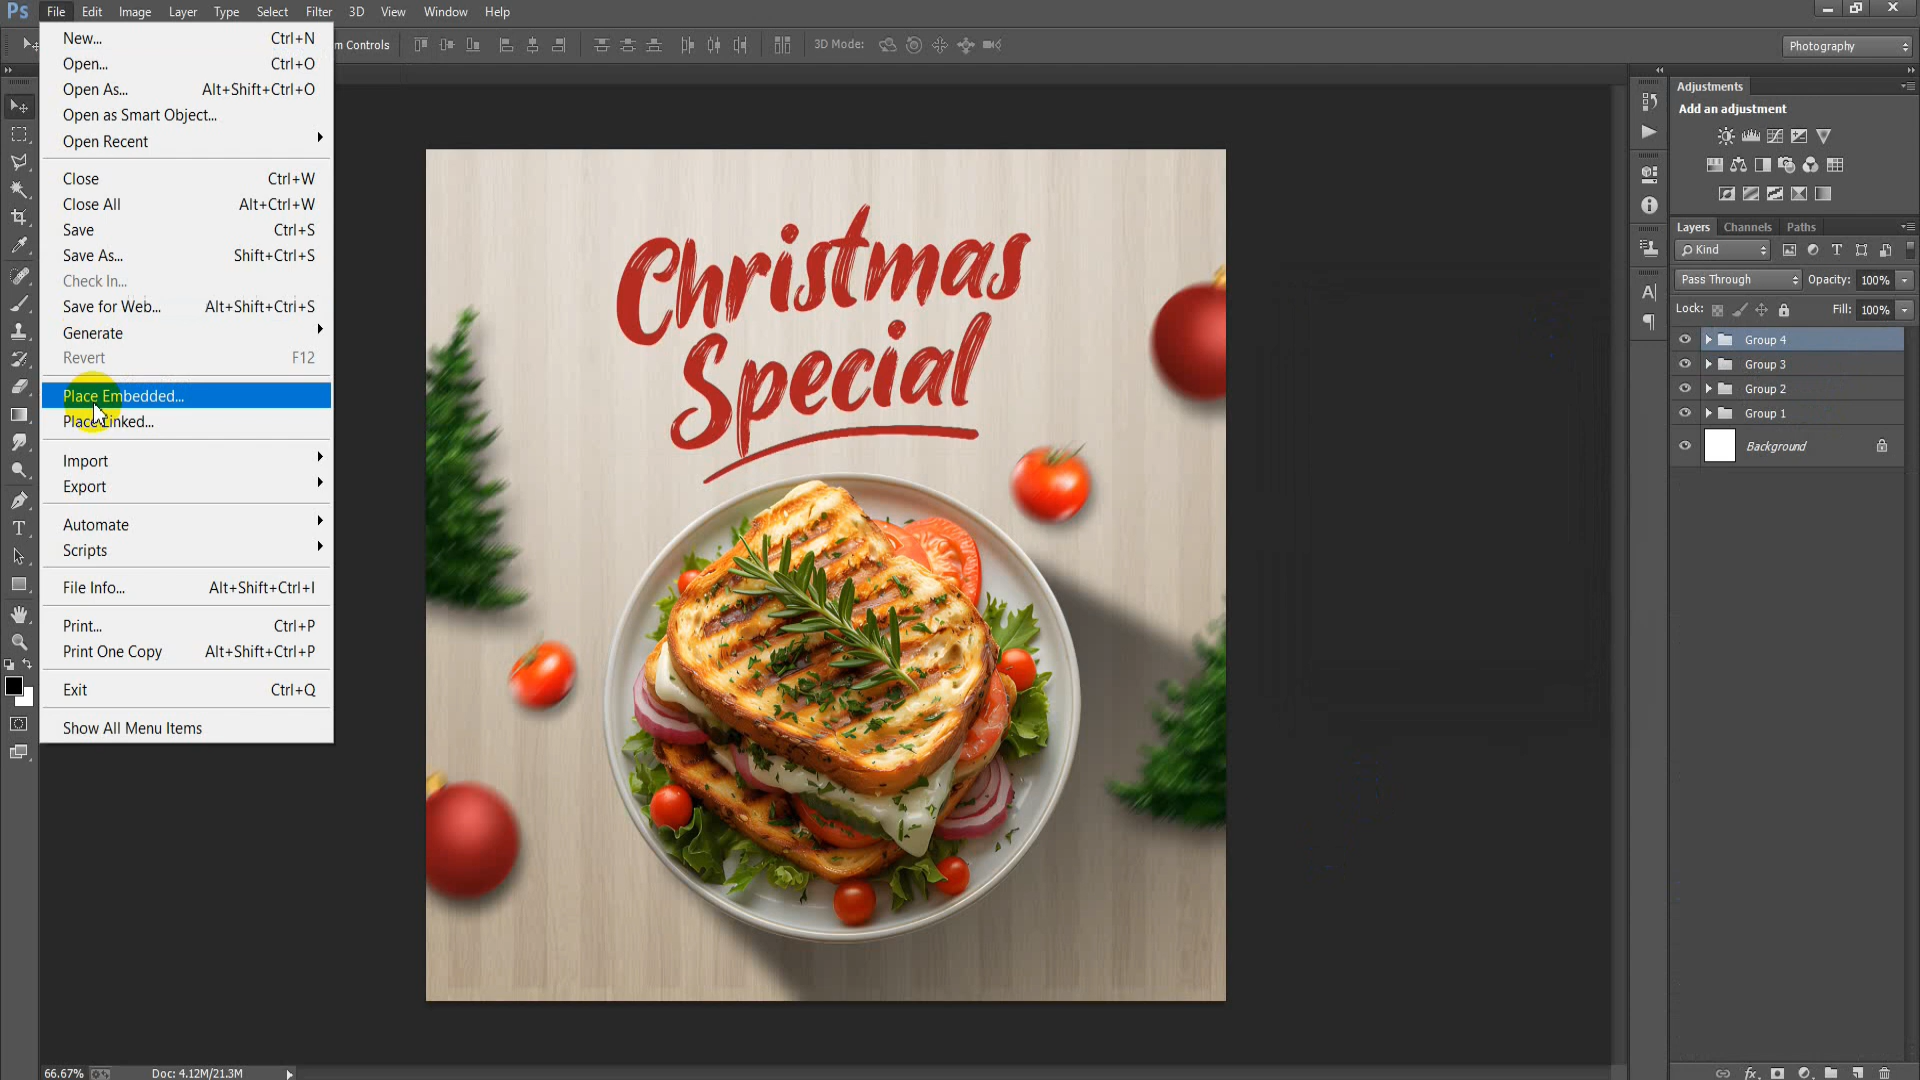 Ps File Edit Image Layer Type Select Filter 3D View Window Help
m Controls 3D Mode: Photography
New... Ctrl+N
Open... Ctrl+O
Open As... Alt+Shift+Ctrl+O
Open as Smart Object...
Open Recent
Close Ctrl+W
Close All Alt+Ctrl+W
Save Ctrl+S
Save As... Shift+Ctrl+S
Check In...
Save for Web... Alt+Shift+Ctrl+S
Generate
Revert F12
Place Embedded...
Place Linked...
Import
Export
Automate
Scripts
File Info... Alt+Shift+Ctrl+I
Print... Ctrl+P
Print One Copy Alt+Shift+Ctrl+P
Exit Ctrl+Q
Show All Menu Items
Christmas
Special
Adjustments
Add an adjustment
Layers Channels Paths
Kind
Pass Through Opacity: 100%
Lock: Fill: 100%
Group 4
Group 3
Group 2
Group 1
Background
66.67% Doc: 4.12M/21.3M